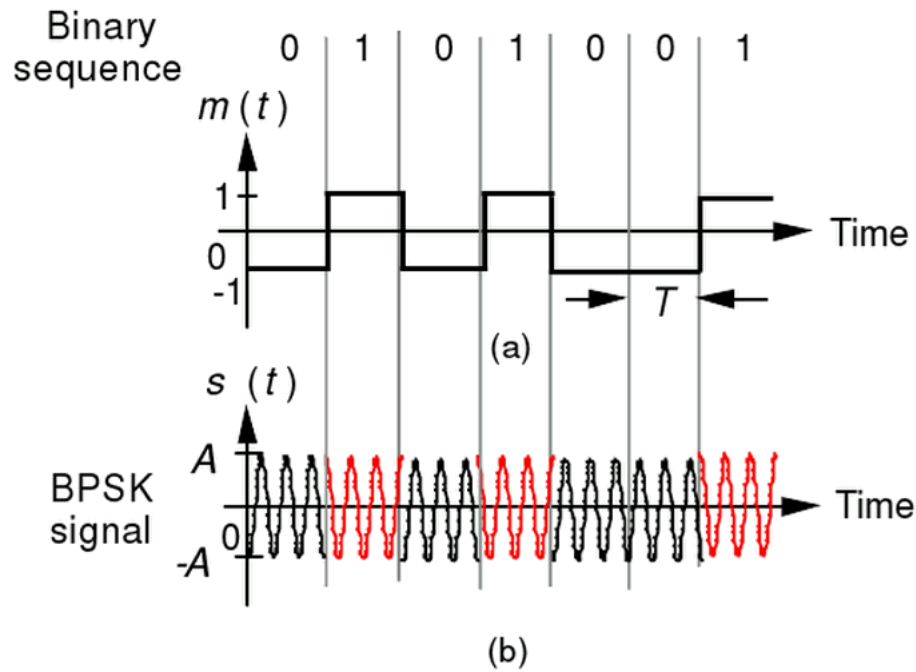 Binary
sequence
0 1 0 1 0 0 1
m (t)
1
0
-1
Time
T
(a)
s (t)
A
0
-A
BPSK
signal
Time
(b)